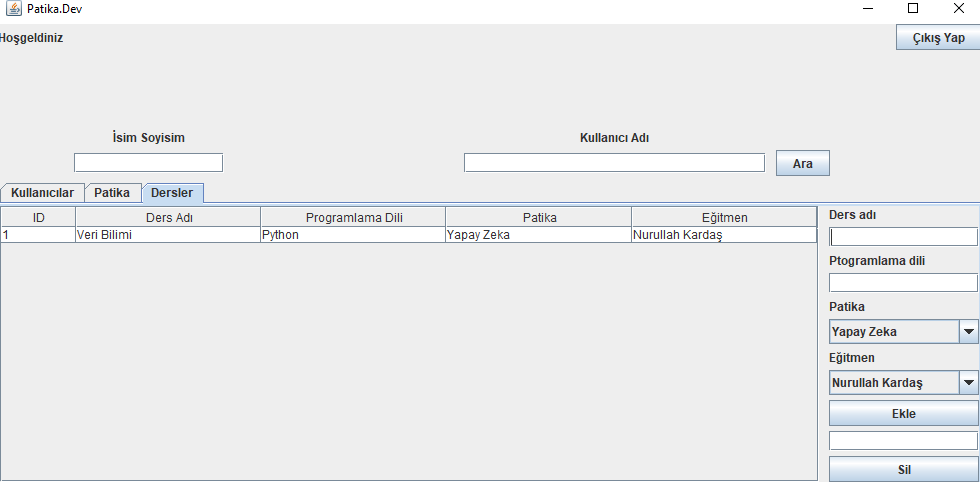 Patika.Dev
Hoşgeldiniz
Çıkış Yap
İsim Soyisim
Kullanıcı Adı
Ara
Kullanıcılar Patika Dersler
ID Ders Adı Programlama Dili Patika Eğitmen
1 Veri Bilimi Python Yapay Zeka Nurullah Kardaş
Ders adı
Ptogramlama dili
Patika
Yapay Zeka
Eğitmen
Nurullah Kardaş
Ekle
Sil